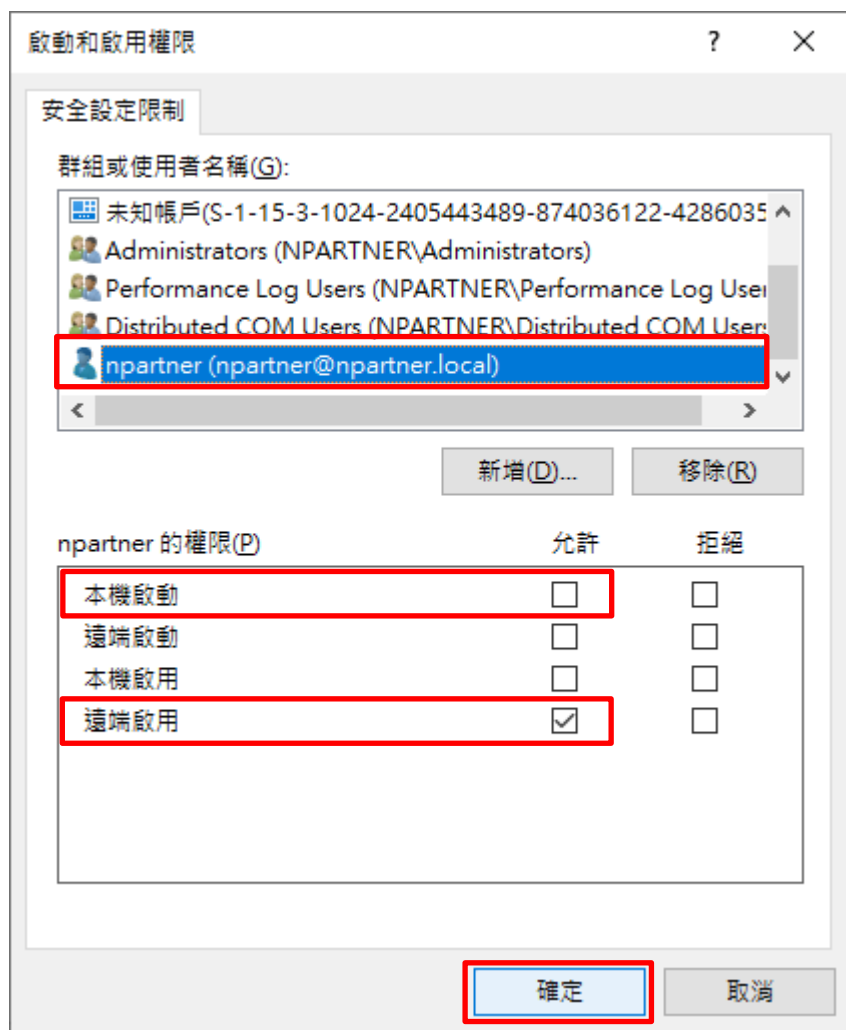 啟動和啟用權限 ?
安全設定限制
群組或使用者名稱(G):
未知帳戶(S-1-15-3-1024-2405443489-874036122-4286035
Administrators (NPARTNER\Administrators)
Performance Log Users (NPARTNER\Performance Log User
Distributed COM Users (NPARTNER\Distributed COM Users
npartner (npartner@npartner.local)
新增(D)... 移除(R)
npartner 的權限(P) 允許 拒絕
本機啟動
遠端啟動
本機啟用
遠端啟用
確定 取消